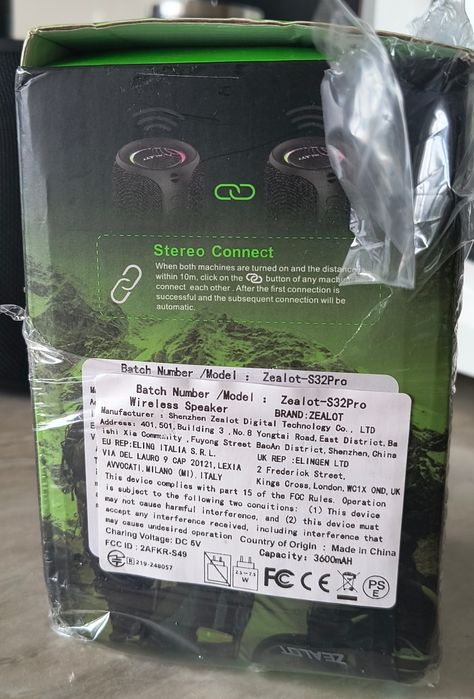 Stereo Connect
When both machines are turned on and the distance
within 10m, click on the button of any machine
connect each other. After the first connection is
successful and the subsequent connection will be
automatic.
Batch Number /Model : Zealot-S32Pro
Batch Number /Model : Zealot-S32Pro
Wireless Speaker BRAND:ZEALOT
Manufacturer : Shenzhen Zealot Digital Technology Co., LTD
Address: 401,501,Building 3 ,No.8 Yongtai Road,East District,Ba
ishi Xia Community ,Fuyong Street BaoAn District,Shenzhen,China
EU REP:ELING ITALIA S.R.L UK REP :ELINGEN LTD
VIA DEL LAURO 9 CAP 20121,LEXIA 2 Frederick Street,
AVVOCATI,MILANO (MI).ITALY Kings Cross,London,WC1X OND,UK
This device complies with part 15 of the FCC Rules. Operation
is subject to the following two conditions: (1) This device
may not cause harmful interference, and (2) this device must
accept any interference received, including interference that
may cause undesired operation Country of Origin : Made in China
Charing Voltage: DC 5V Capacity: 3600mAH
FCC ID : 2AFKR-S49
R 219-248057
2.5-7.5
W
FC CE
PS
E
ZEALOT